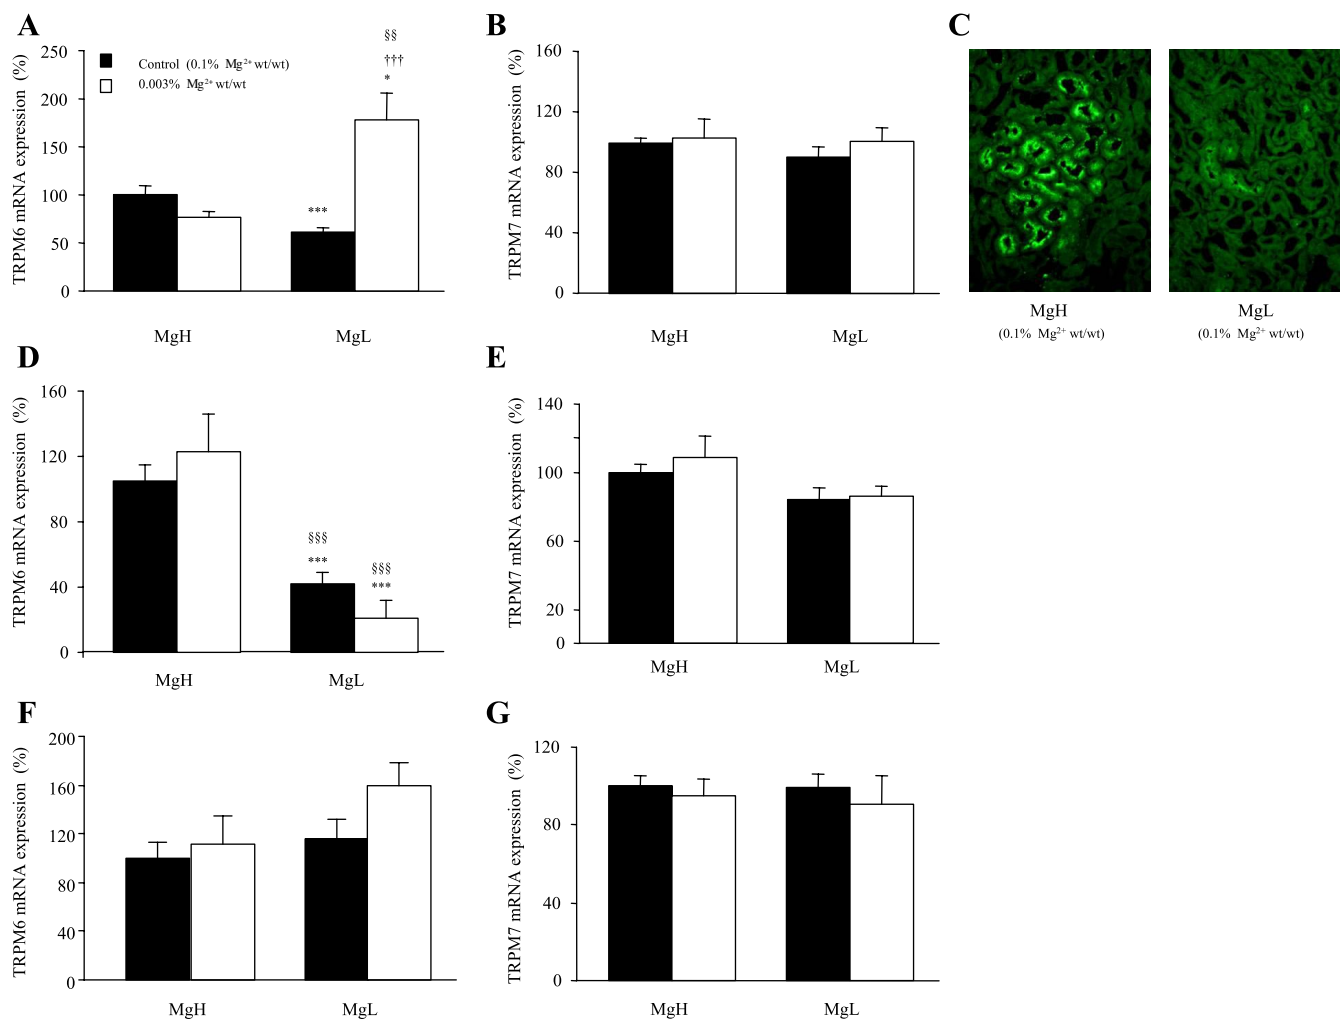 A
TRPM6 mRNA expression (%)
250
200
150
100
50
0
Control (0.1% Mg²⁺ wt/wt)
0.003% Mg²⁺ wt/wt
***
§§
†††
*
MgH
MgL
B
TRPM7 mRNA expression (%)
160
120
80
40
0
MgH
MgL
C
MgH
(0.1% Mg²⁺ wt/wt)
MgL
(0.1% Mg²⁺ wt/wt)
D
TRPM6 mRNA expression (%)
160
120
80
40
0
§§§
***
§§§
***
MgH
MgL
E
TRPM7 mRNA expression (%)
140
100
60
20
0
MgH
MgL
F
TRPM6 mRNA expression (%)
200
160
120
80
40
0
MgH
MgL
G
TRPM7 mRNA expression (%)
120
80
40
0
MgH
MgL